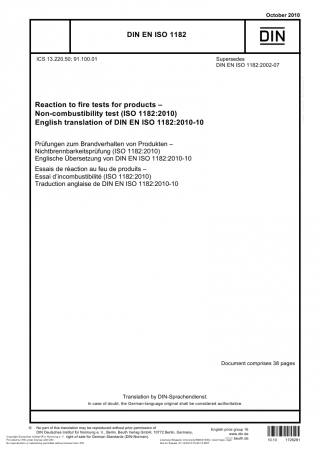 October 2010
DIN EN ISO 1182
DIN
ICS 13.220.50; 91.100.01
Supersedes
DIN EN ISO 1182:2002-07
Reaction to fire tests for products –
Non-combustibility test (ISO 1182:2010)
English translation of DIN EN ISO 1182:2010-10
Prüfungen zum Brandverhalten von Produkten –
Nichtbrennbarkeitsprüfung (ISO 1182:2010)
Englische Übersetzung von DIN EN ISO 1182:2010-10
Essais de réaction au feu de produits –
Essai d'incombustibilité (ISO 1182:2010)
Traduction anglaise de DIN EN ISO 1182:2010-10
Document comprises 38 pages
Translation by DIN-Sprachendienst.
In case of doubt, the German-language original shall be considered authoritative.
© No part of this translation may be reproduced without prior permission of
DIN Deutsches Institut für Normung e. V., Berlin. Beuth Verlag GmbH, 10772 Berlin, Germany,
right of sale for German Standards (DIN-Normen).
English price group 16
www.din.de
www.beuth.de
10.10